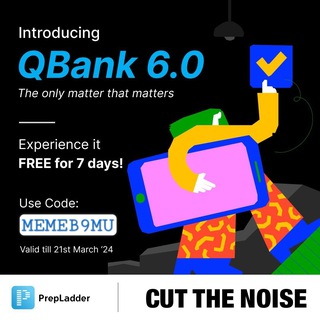 Introducing
QBank 6.0
The only matter that matters
Experience it
FREE for 7 days!
Use Code:
MEMEB9MU
Valid till 21st March '24
PrepLadder
CUT THE NOISE